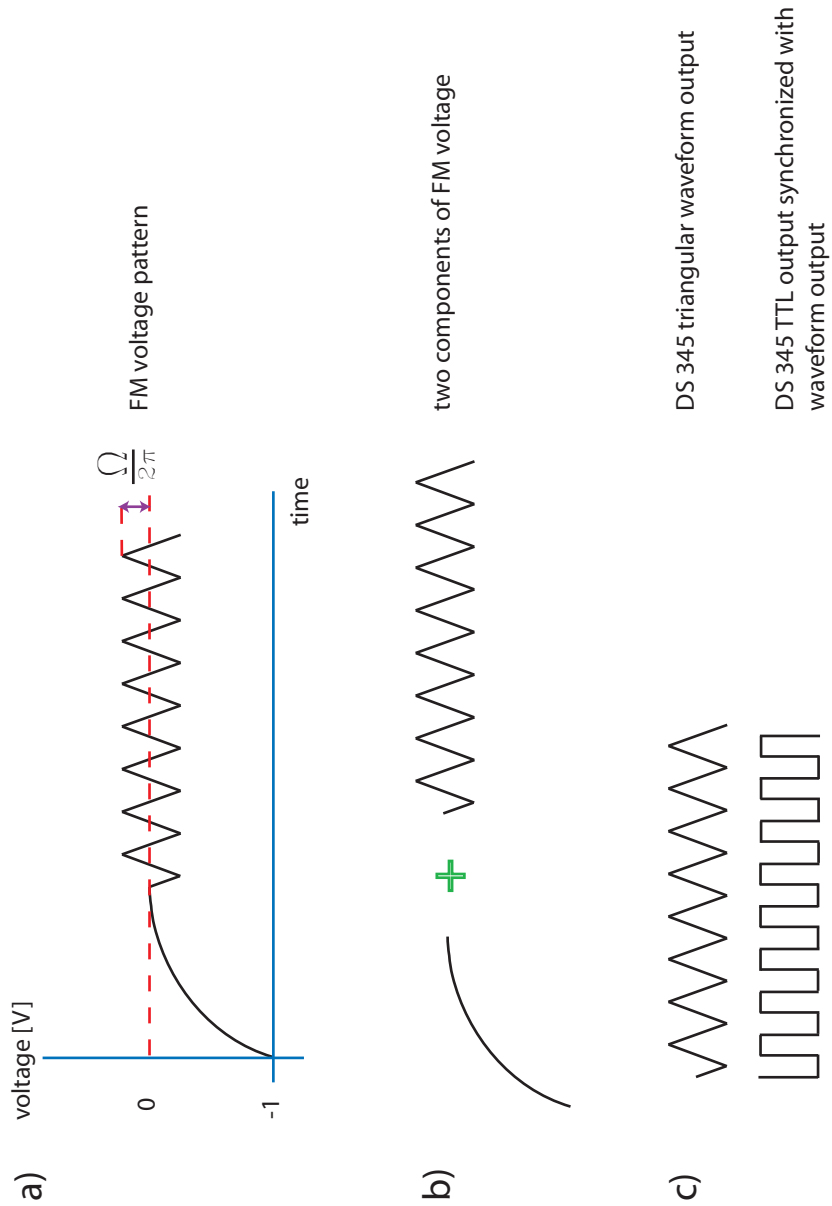 a)
voltage [V]
0
-1
Ω
2π
time
FM voltage pattern
b)
two components of FM voltage
c)
DS 345 triangular waveform output
DS 345 TTL output synchronized with
waveform output